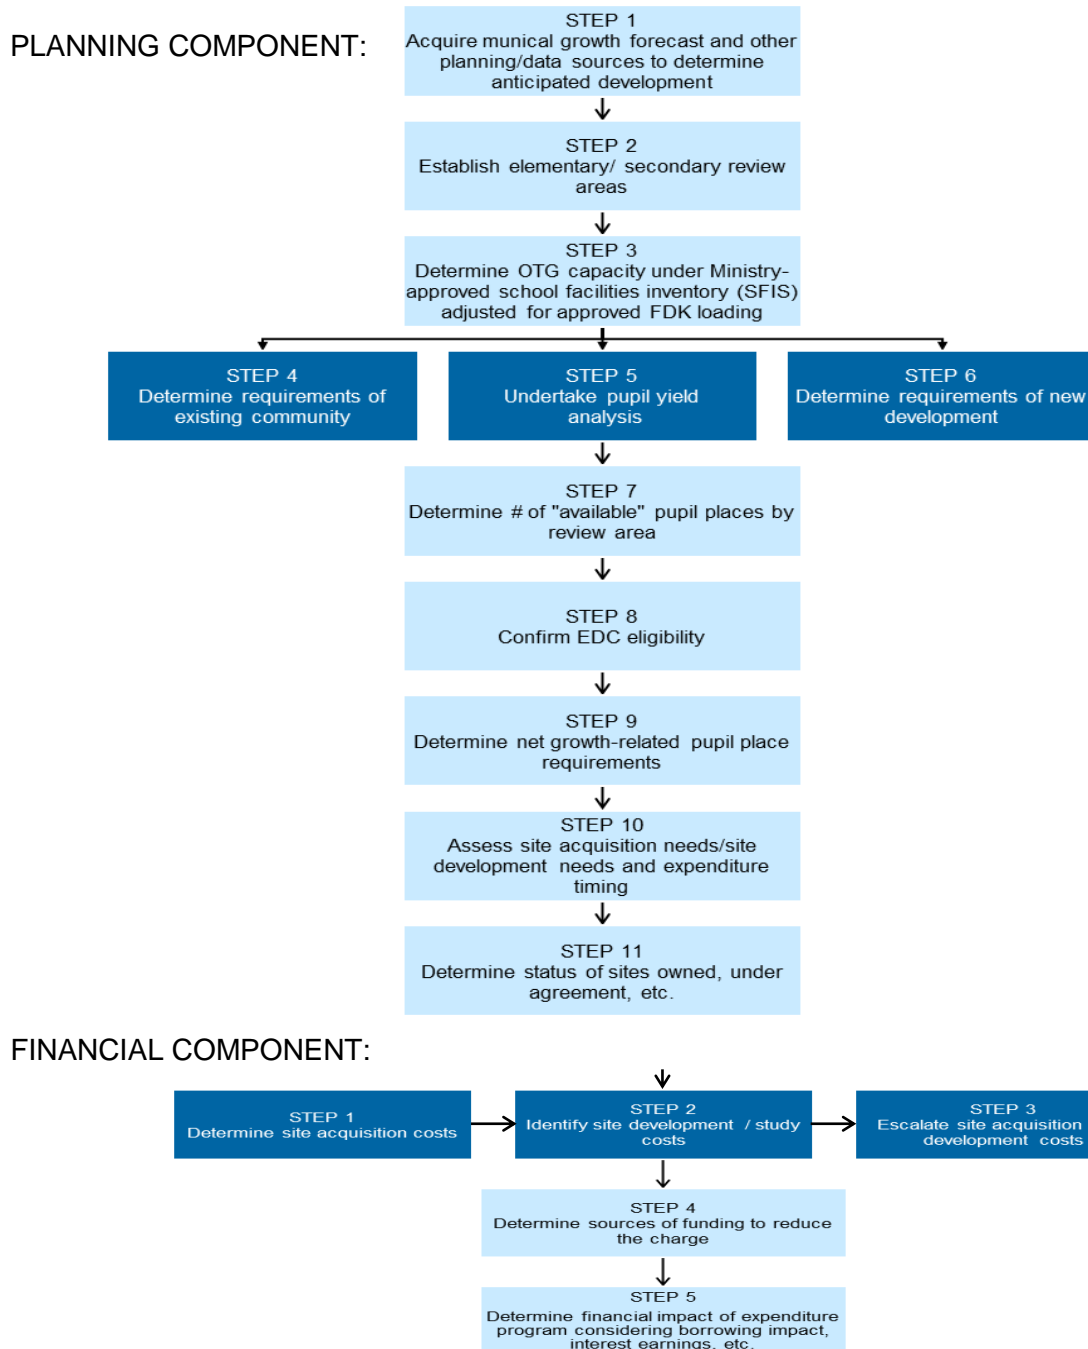 PLANNING COMPONENT:
STEP 1
Acquire munical growth forecast and other
planning/data sources to determine
anticipated development
STEP 2
Establish elementary/ secondary review
areas
STEP 3
Determine OTG capacity under Ministry-
approved school facilities inventory (SFIS)
adjusted for approved FDK loading
STEP 4
Determine requirements of
existing community
STEP 5
Undertake pupil yield
analysis
STEP 6
Determine requirements of new
development
STEP 7
Determine # of "available" pupil places by
review area
STEP 8
Confirm EDC eligibility
STEP 9
Determine net growth-related pupil place
requirements
STEP 10
Assess site acquisition needs/site
development needs and expenditure
timing
STEP 11
Determine status of sites owned, under
agreement, etc.
FINANCIAL COMPONENT:
STEP 1
Determine site acquisition costs
STEP 2
Identify site development / study
costs
STEP 3
Escalate site acquisition
development costs
STEP 4
Determine sources of funding to reduce
the charge
STEP 5
Determine financial impact of expenditure
program considering borrowing impact,
interest earnings, etc.